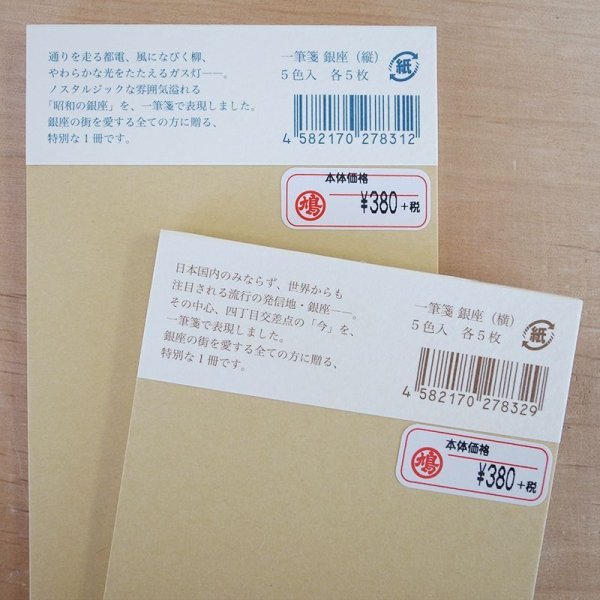 通りを走る都電、風になびく柳、
やわらかな光をたたえるガス灯――。
ノスタルジックな雰囲気溢れる
「昭和の銀座」を、一筆箋で表現しました。
銀座の街を愛する全ての方に贈る、
特別な1冊です。
一筆箋 銀座（縦）
5色入 各5枚
紙
4 582170 278312
本体価格
鳩
¥380+税
日本国内のみならず、世界からも
注目される流行の発信地・銀座――。
その中心、四丁目交差点の「今」を、
一筆箋で表現しました。
銀座の街を愛する全ての方に贈る、
特別な1冊です。
一筆箋 銀座（横）
5色入 各5枚
紙
4 582170 278329
本体価格
鳩
¥380+税